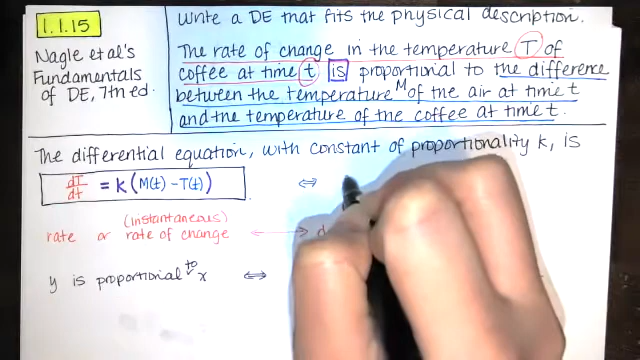 1.1.15
Nagle et al's
Fundamentals
of DE, 7th ed.
Write a DE that fits the physical description.
The rate of change in the temperature T of
coffee at time t is proportional to the difference
between the temperature M of the air at time t
and the temperature of the coffee at time t.
The differential equation, with constant of proportionality k, is
dT/dt = k(M(t) - T(t)) ⇔
(instantaneous)
rate or rate of change ⟷ d
y is proportional to x ⇔